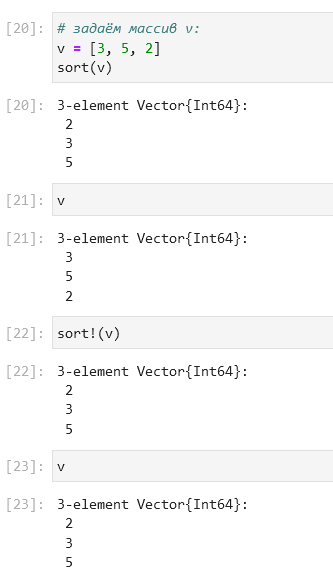 [20]: # задаём массив v:
v = [3, 5, 2]
sort(v)
[20]: 3-element Vector{Int64}:
2
3
5
[21]: v
[21]: 3-element Vector{Int64}:
3
5
2
[22]: sort!(v)
[22]: 3-element Vector{Int64}:
2
3
5
[23]: v
[23]: 3-element Vector{Int64}:
2
3
5